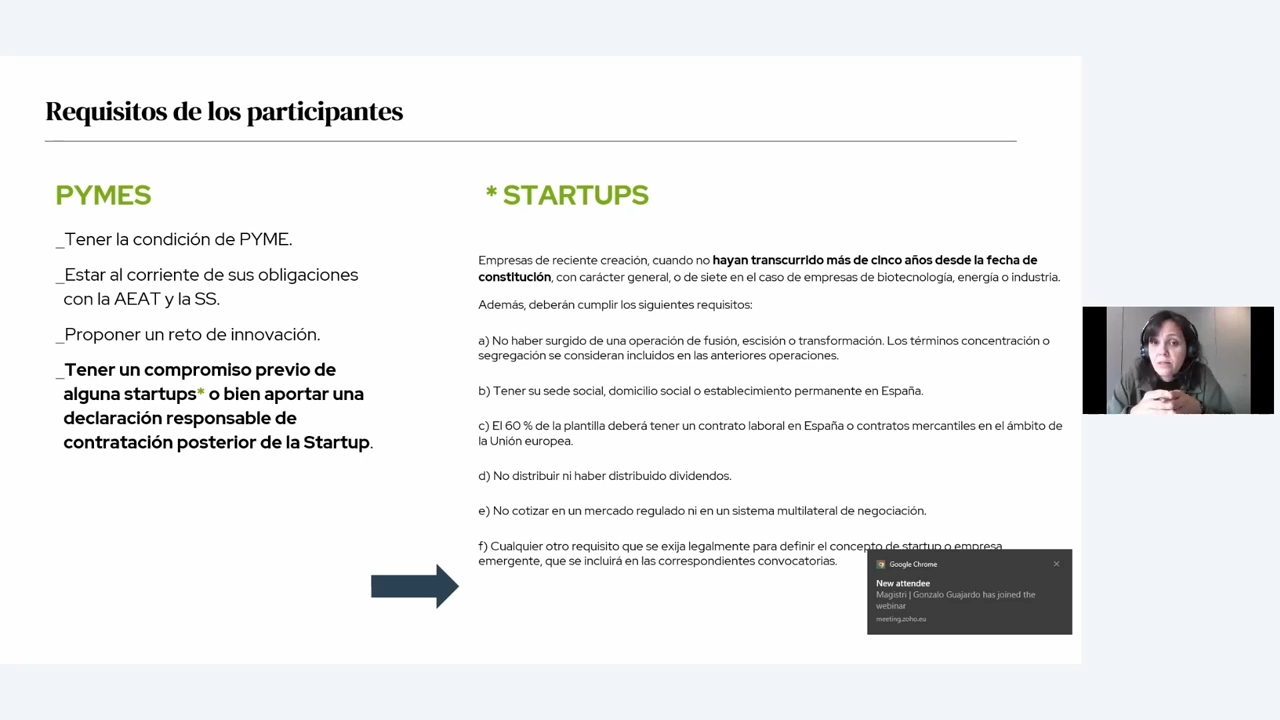 Requisitos de los participantes
PYMES
_Tener la condición de PYME.
_Estar al corriente de sus obligaciones
con la AEAT y la SS.
_Proponer un reto de innovación.
_Tener un compromiso previo de
alguna startups* o bien aportar una
declaración responsable de
contratación posterior de la Startup.
* STARTUPS
Empresas de reciente creación, cuando no hayan transcurrido más de cinco años desde la fecha de
constitución, con carácter general, o de siete en el caso de empresas de biotecnología, energía o industria.
Además, deberán cumplir los siguientes requisitos:
a) No haber surgido de una operación de fusión, escisión o transformación. Los términos concentración o
segregación se consideran incluidos en las anteriores operaciones.
b) Tener su sede social, domicilio social o establecimiento permanente en España.
c) El 60 % de la plantilla deberá tener un contrato laboral en España o contratos mercantiles en el ámbito de
la Unión europea.
d) No distribuir ni haber distribuido dividendos.
e) No cotizar en un mercado regulado ni en un sistema multilateral de negociación.
f) Cualquier otro requisito que se exija legalmente para definir el concepto de startup o empresa
emergente, que se incluirá en las correspondientes convocatorias.
Google Chrome
New attendee
Magistri | Gonzalo Guajardo has joined the
webinar
meeting.zoho.eu